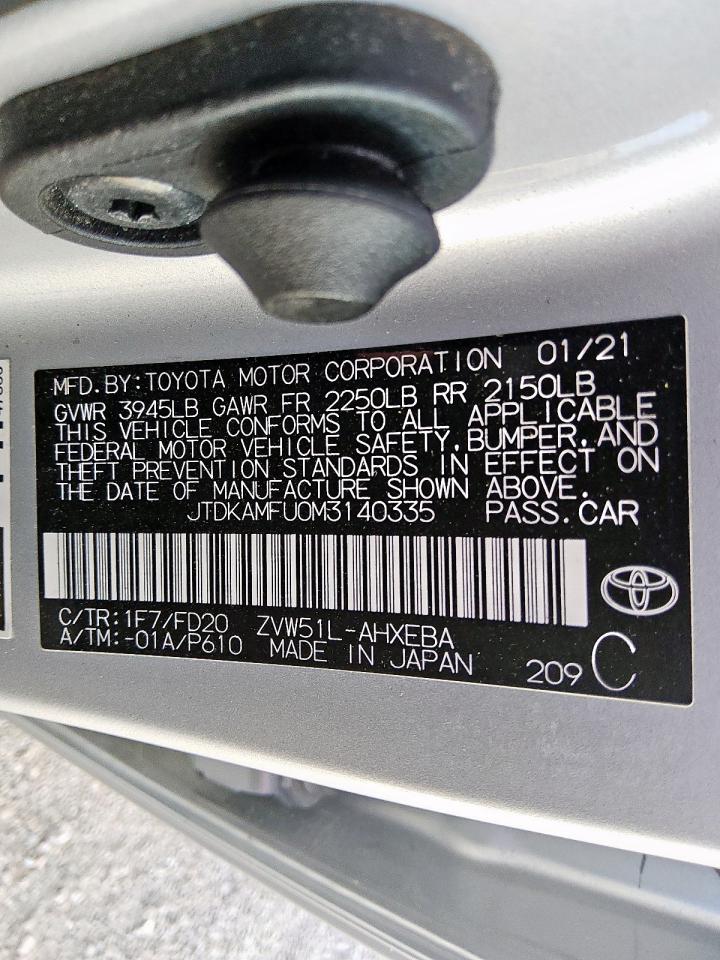 MFD. BY: TOYOTA MOTOR CORPORATION 01/21
GVWR 3945LB GAWR FR 2250LB RR 2150LB
THIS VEHICLE CONFORMS TO ALL APPLICABLE
FEDERAL MOTOR VEHICLE SAFETY, BUMPER, AND
THEFT PREVENTION STANDARDS IN EFFECT ON
THE DATE OF MANUFACTURE SHOWN ABOVE.
JTDKAMFU0M3140335 PASS. CAR
C/TR: 1F7/FD20 ZVW51L-AHXEBA
A/TM: -01A/P610 MADE IN JAPAN
209 C